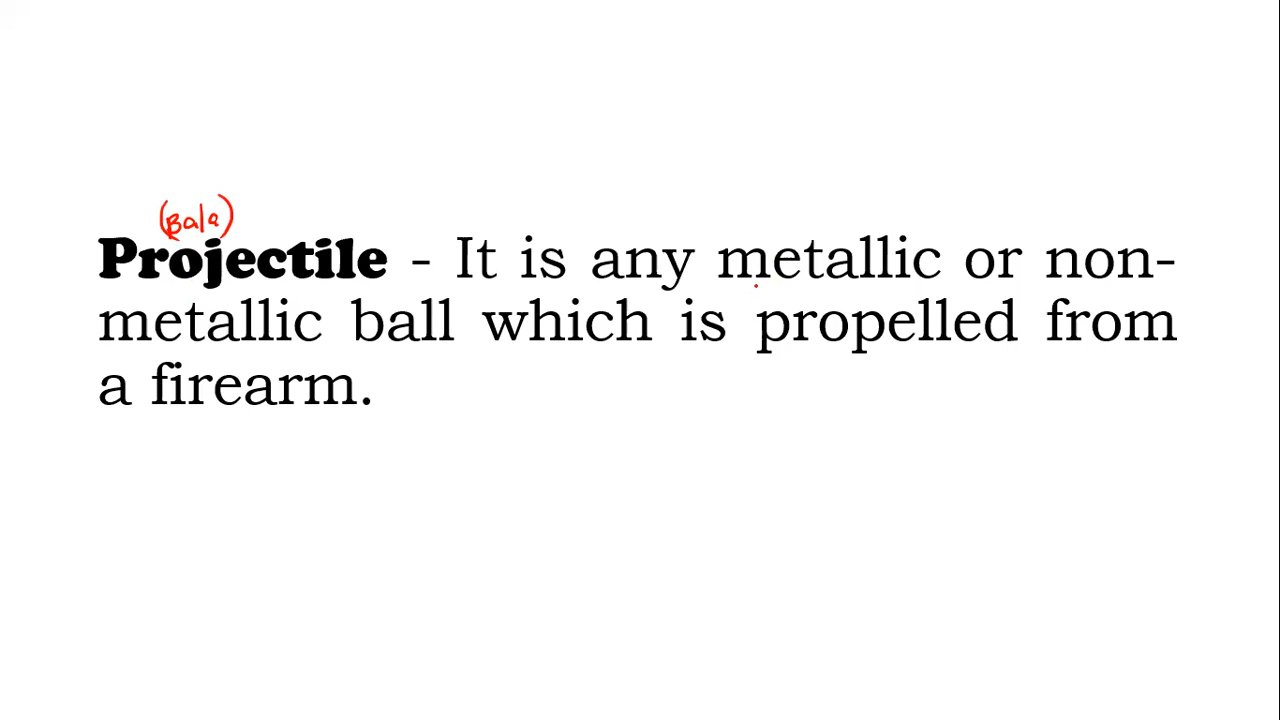 (Bala)
Projectile - It is any metallic or non-
metallic ball which is propelled from
a firearm.